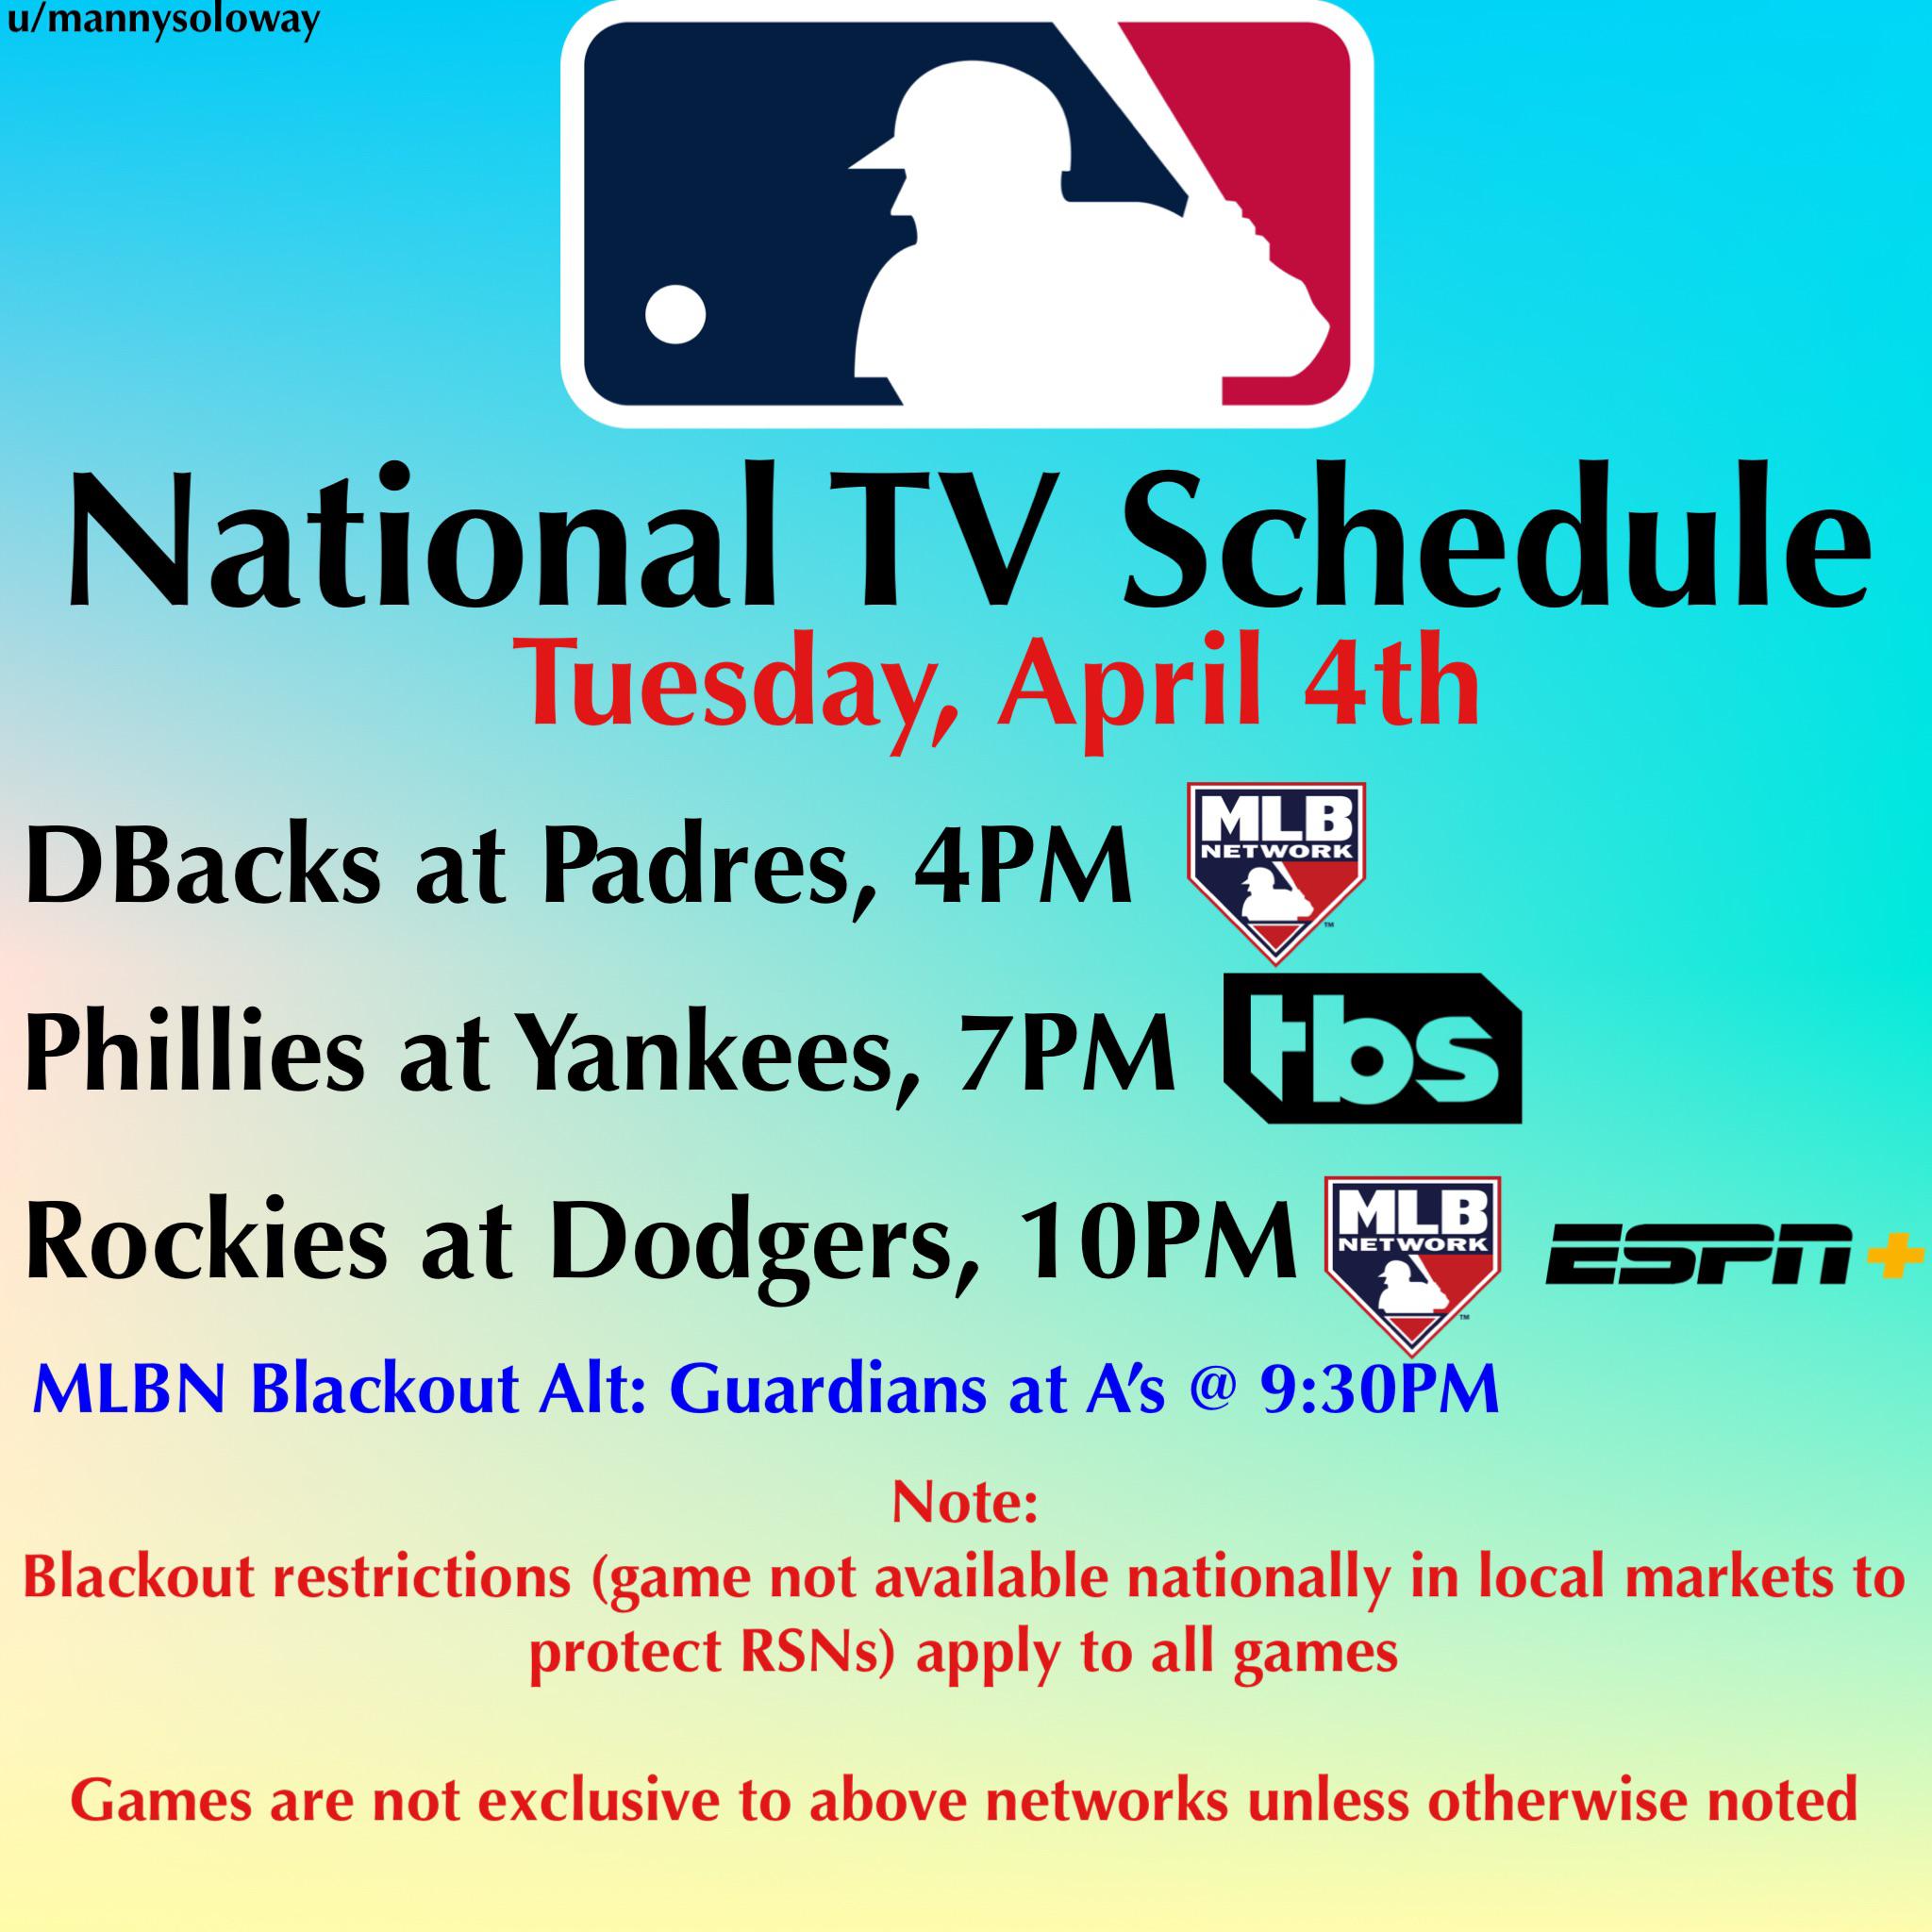 u/mannysoloway
National TV Schedule
Tuesday, April 4th
DBacks at Padres, 4PM
MLB
NETWORK
TM
Phillies at Yankees, 7PM
tbs
Rockies at Dodgers, 10PM
MLB
NETWORK
TM
ESPN+
MLBN Blackout Alt: Guardians at A’s @ 9:30PM
Note:
Blackout restrictions (game not available nationally in local markets to
protect RSNs) apply to all games
Games are not exclusive to above networks unless otherwise noted